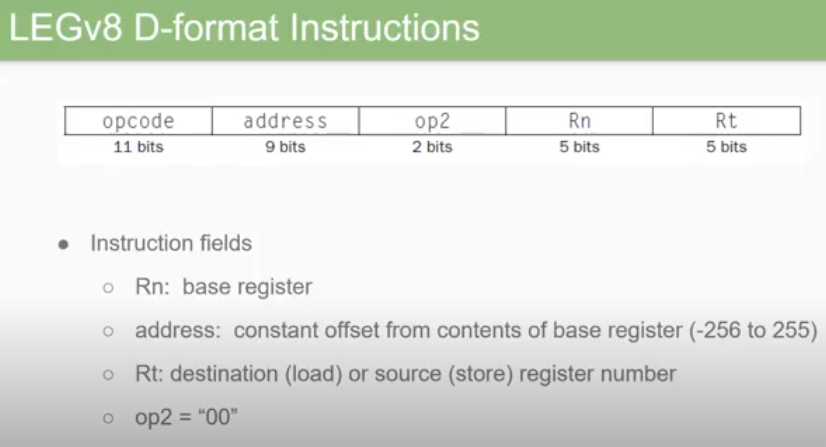 LEGv8 D-format Instructions
opcode address op2 Rn Rt
11 bits 9 bits 2 bits 5 bits 5 bits
● Instruction fields
○ Rn: base register
○ address: constant offset from contents of base register (-256 to 255)
○ Rt: destination (load) or source (store) register number
○ op2 = “00”